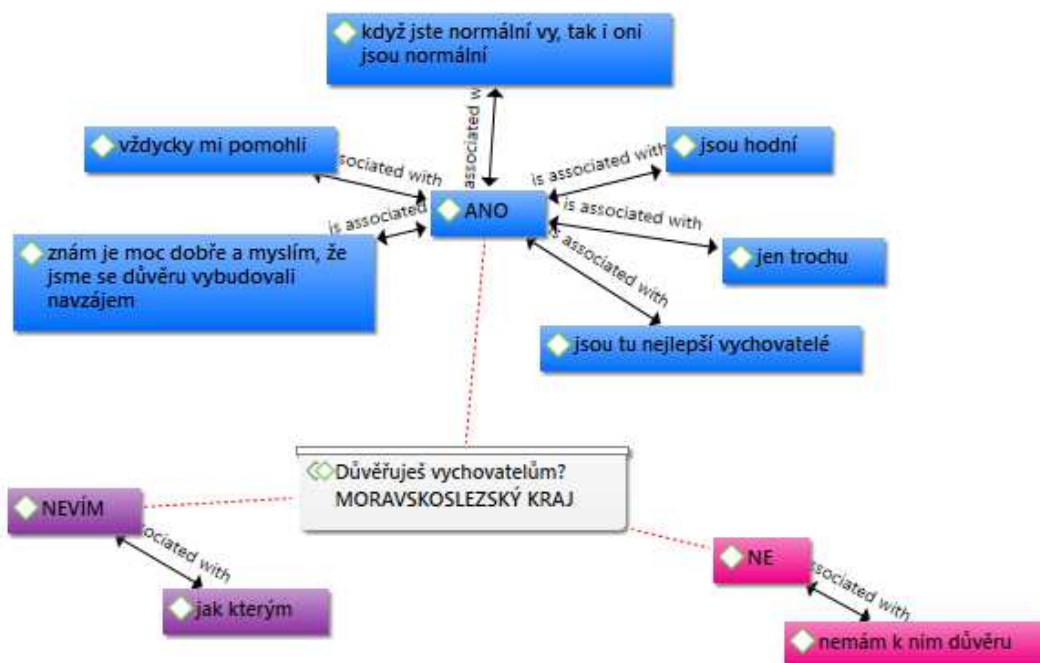 když jste normální vy, tak i oni
jsou normální
associated w
vždycky mi pomohli
sociated with
is associated with
jsou hodní
ANO
is associated
is associated with
znám je moc dobře a myslím, že
jsme se důvěru vybudovali
navzájem
is associated with
jen trochu
jsou tu nejlepší vychovatelé
Důvěřuješ vychovatelům?
MORAVSKOSLEZSKÝ KRAJ
NEVÍM
sociated with
jak kterým
NE
associated with
nemám k nim důvěru